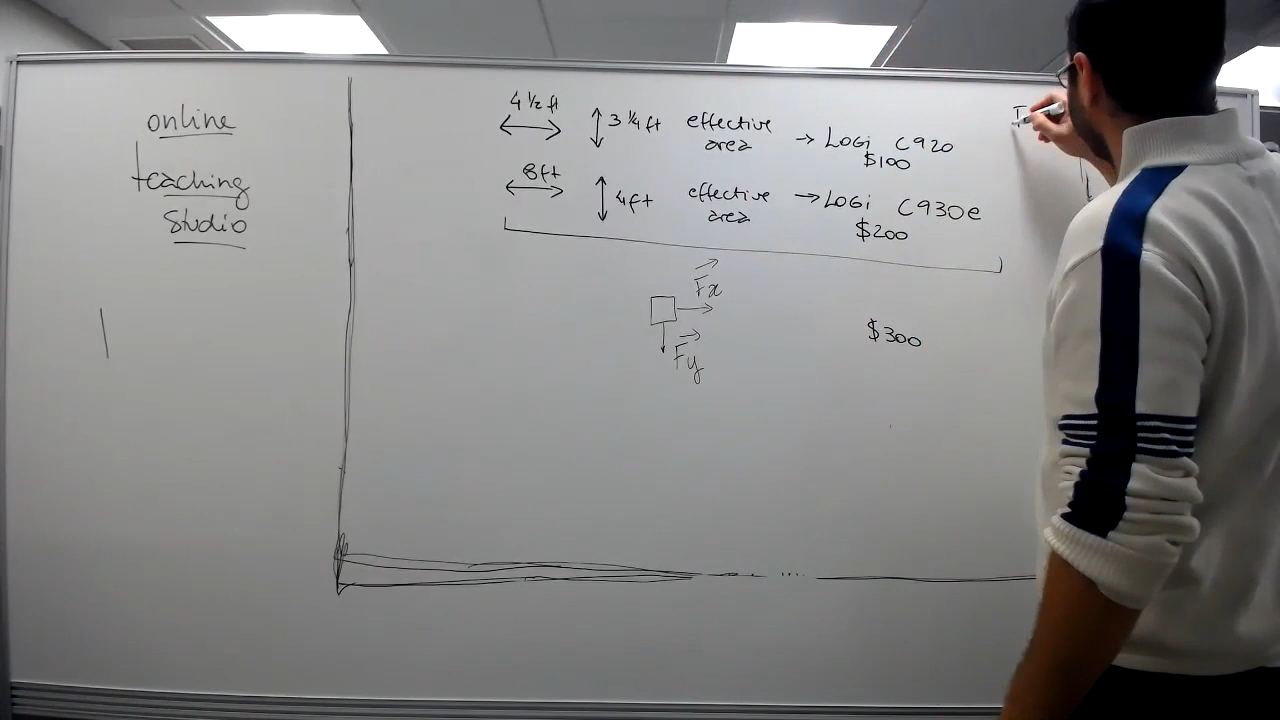 online
teaching
studio
4 1/2 ft 3 1/4 ft effective area → LOGi C920
$100
8ft 4ft effective area → LOGi C930e
$200
Fx
$300
Fy